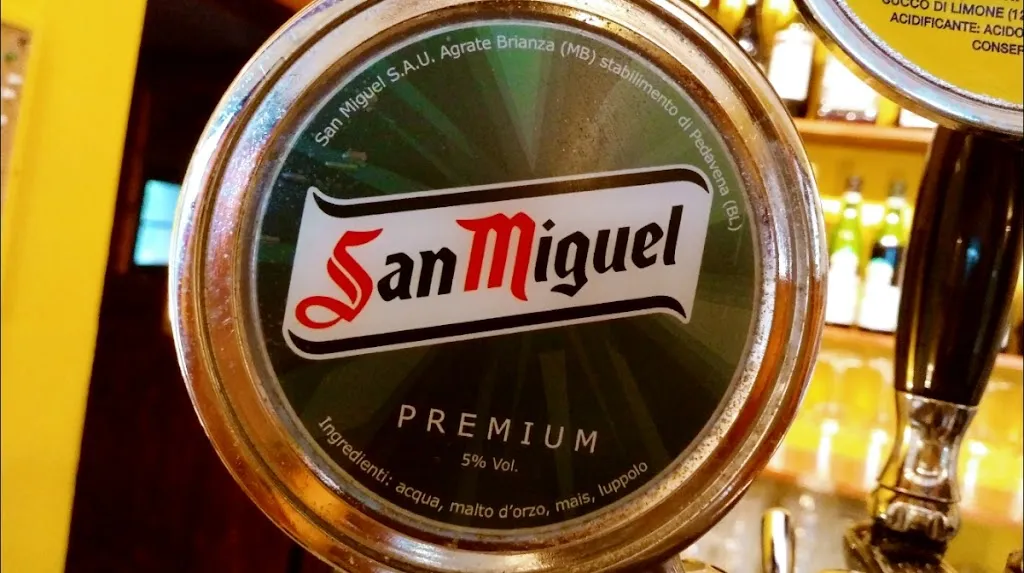 San Miguel S.A.U. Agrate Brianza (MB) stabilimento di Pedavena (BL)
San Miguel
PREMIUM
5% Vol.
Ingredienti: acqua, malto d'orzo, mais, luppolo
DI LIMONE (12
ACIDIFICANTE: ACIDO